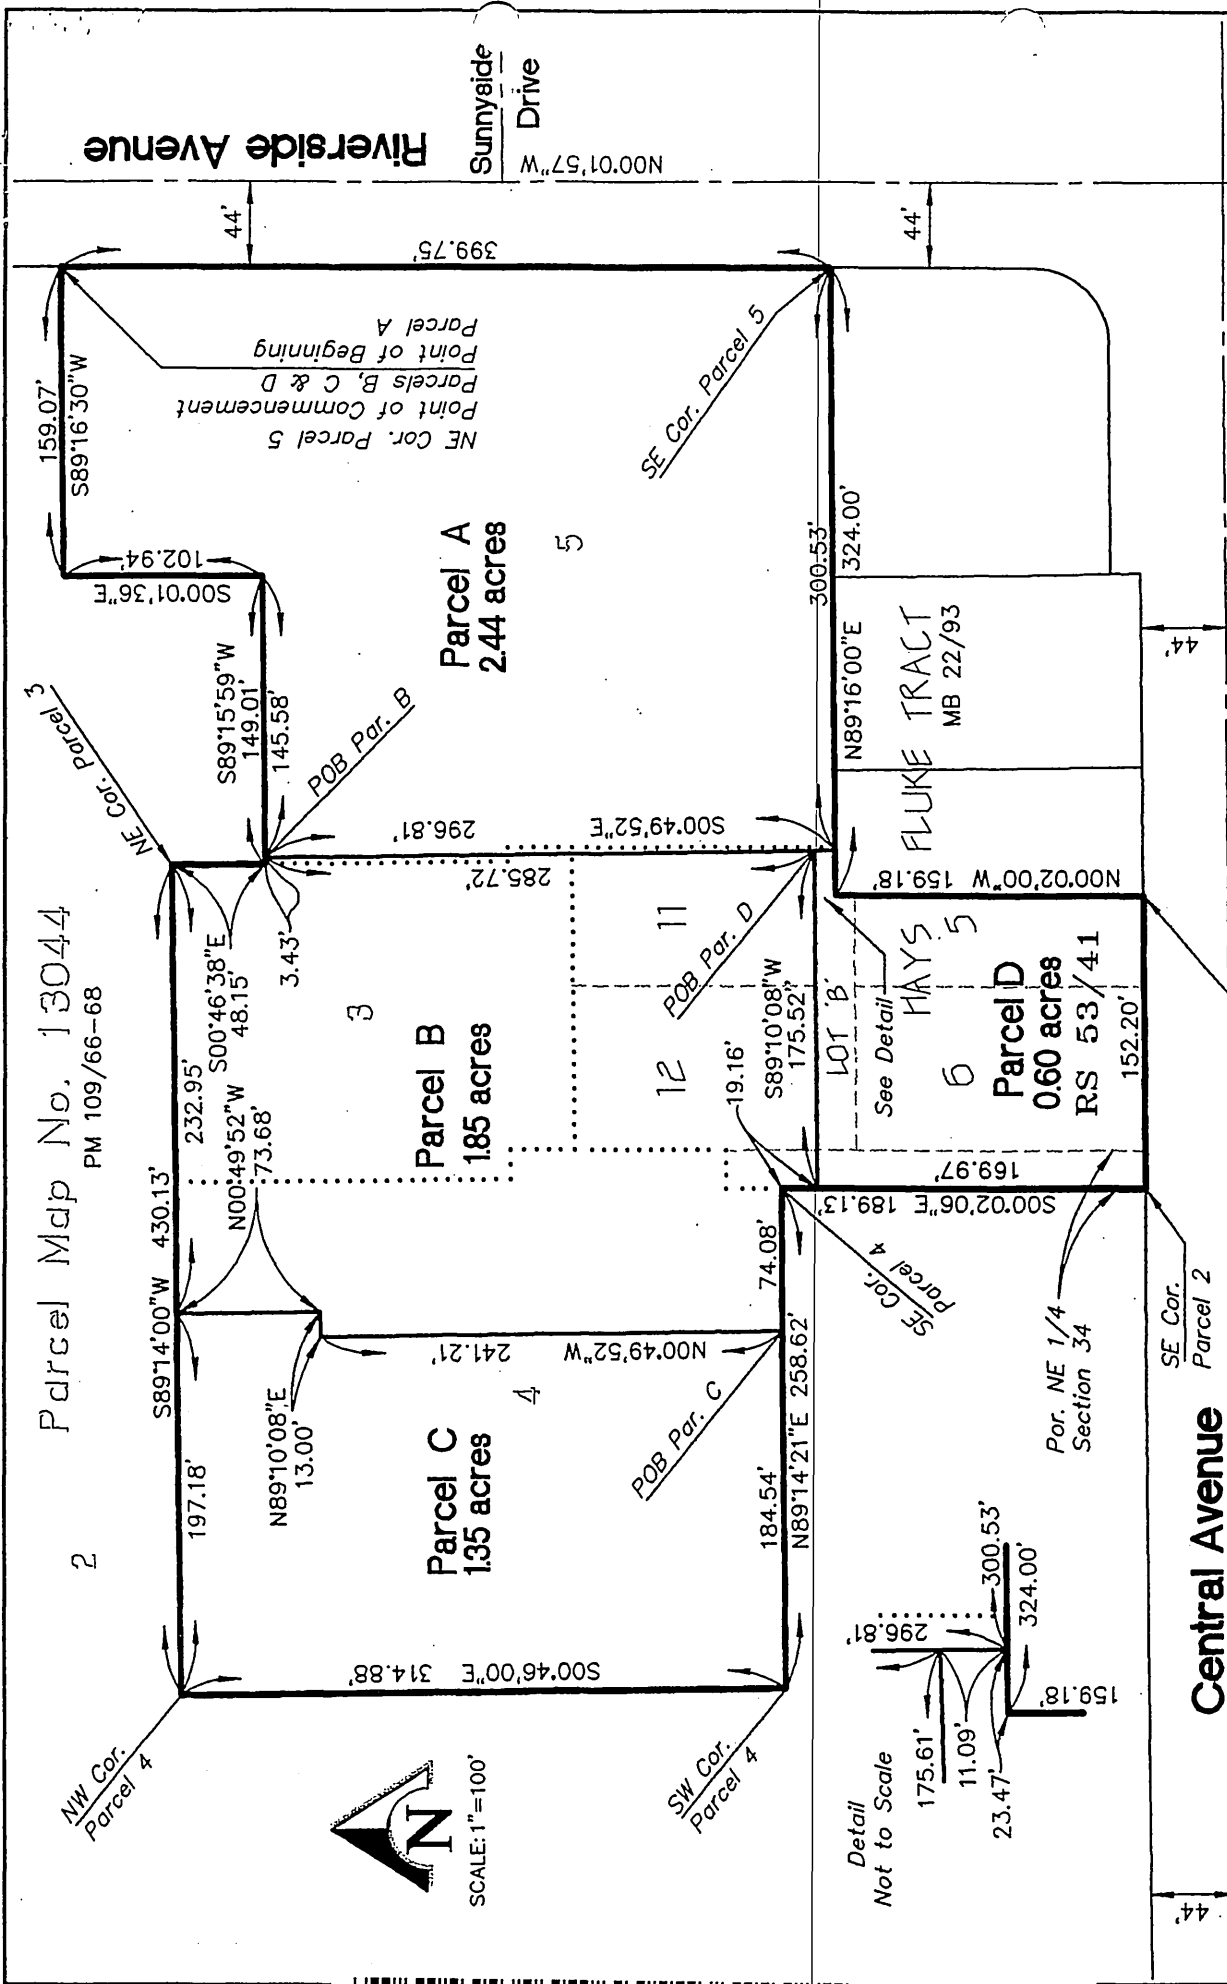 Parcel Map No. 13044
PM 109/66-68
2
Riverside Avenue
Sunnyside
Drive
N00°01'57"W
44'
399.75'
44'
159.07'
S89°16'30"W
102.94'
S00°01'36"E
NE Cor. Parcel 5
Point of Commencement
Parcels B, C & D
Point of Beginning
Parcel A
SE Cor. Parcel 5
NE Cor. Parcel 3
S89°15'59"W
149.01'
145.58'
POB Par. B
Parcel A
2.44 acres
5
300.53'
324.00'
N89°16'00"E
296.81'
S00°49'52"E
285.72'
FLUKE TRACT
MB 22/93
44'
S89°14'00"W 430.13'
232.95'
S00°46'38"E
48.15'
3.43'
N00°49'52"W
73.68'
3
Parcel B
1.85 acres
11
12
POB Par. D
19.16'
S89°10'08"W
175.52'
LOT 'B'
See Detail
HAYS
5
6
N00°02'00"W 159.18'
Parcel D
0.60 acres
RS 53/41
152.20'
169.97'
S00°02'06"E 189.13'
197.18'
N89°10'08"E
13.00'
241.21'
N00°49'52"W
4
Parcel C
1.35 acres
POB Par. C
74.08'
184.54'
N89°14'21"E 258.62'
SE Cor.
Parcel 4
Por. NE 1/4
Section 34
SE Cor.
Parcel 2
S00°46'00"E 314.88'
NW Cor.
Parcel 4
SW Cor.
Parcel 4
N
SCALE: 1"=100'
Detail
Not to Scale
296.81'
175.61'
11.09'
23.47'
300.53'
324.00'
159.18'
Central Avenue
44'